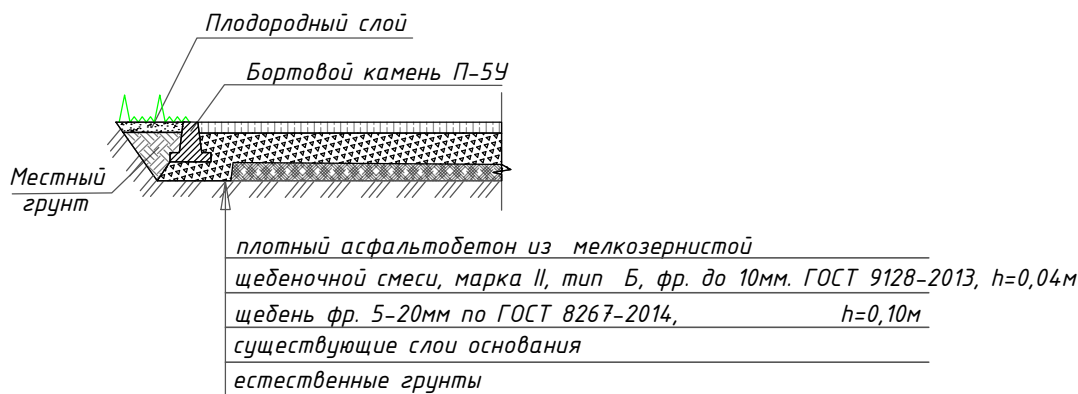 Плодородный слой
Бортовой камень П-5У
Местный
грунт
плотный асфальтобетон из мелкозернистой
щебеночной смеси, марка II, тип Б, фр. до 10мм. ГОСТ 9128-2013, h=0,04м
щебень фр. 5-20мм по ГОСТ 8267-2014, h=0,10м
существующие слои основания
естественные грунты